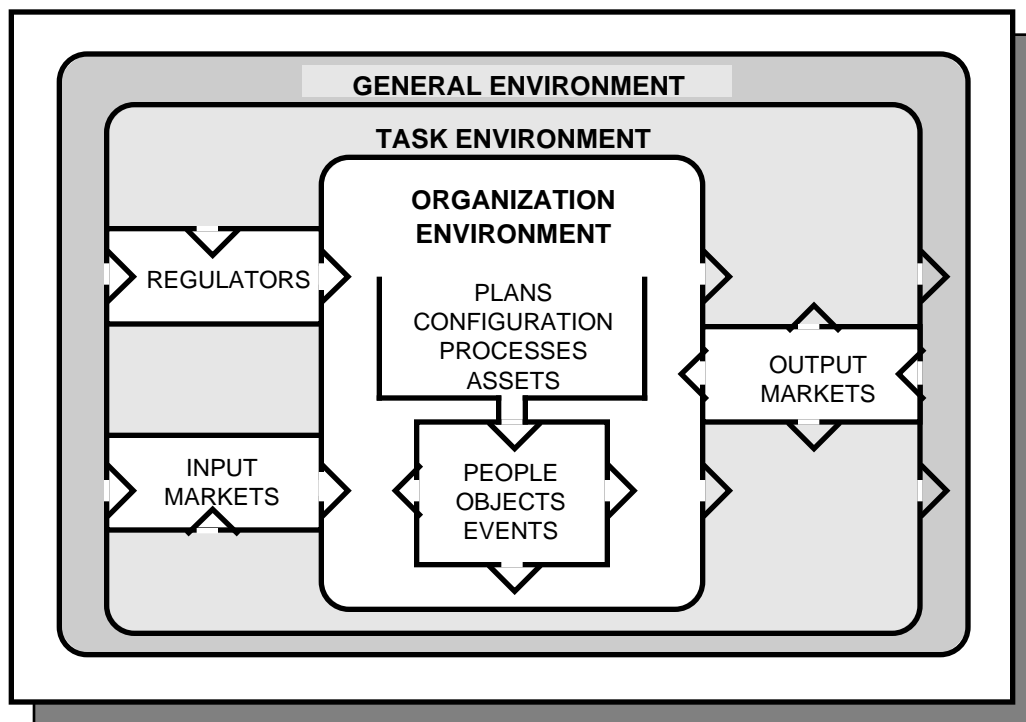 GENERAL ENVIRONMENT
TASK ENVIRONMENT
ORGANIZATION
ENVIRONMENT
REGULATORS
PLANS
CONFIGURATION
PROCESSES
ASSETS
OUTPUT
MARKETS
INPUT
MARKETS
PEOPLE
OBJECTS
EVENTS